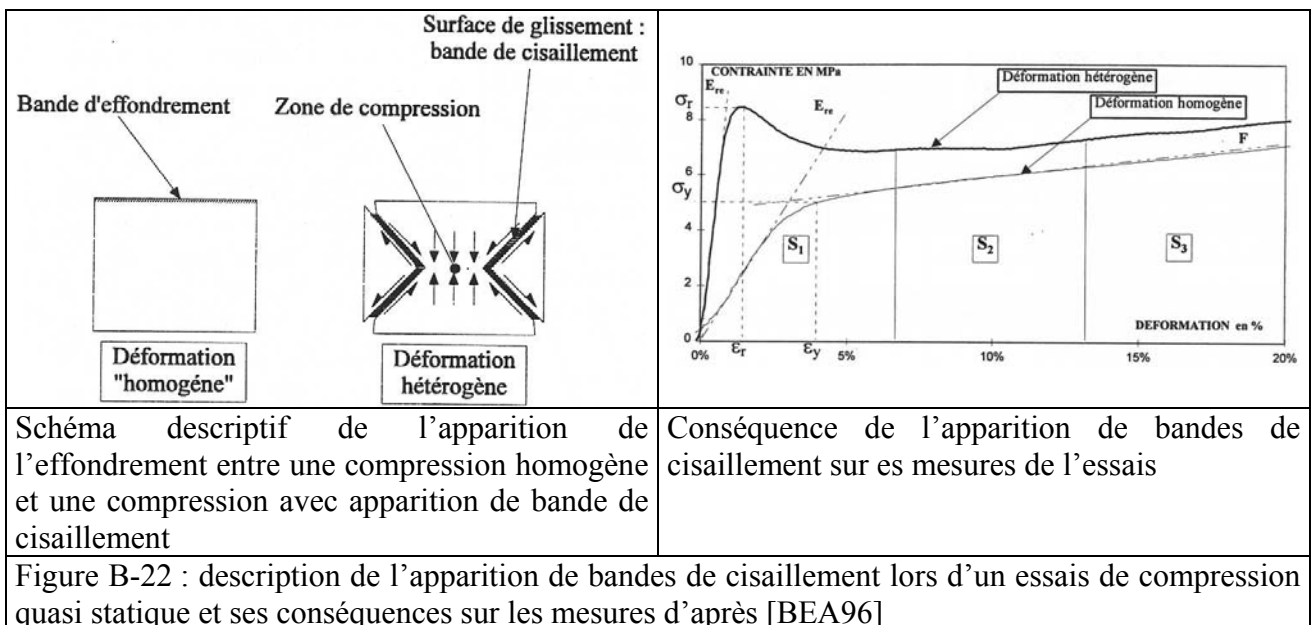 Surface de glissement :
bande de cisaillement
Bande d'effondrement
Zone de compression
Déformation
"homogéne"
Déformation
hétérogène
10
CONTRAINTE EN MPa
Ere
Ere
Déformation hétérogène
Déformation homogène
σr
8
F
6
σy
4
S1
S2
S3
2
DEFORMATION en %
0
0%
εr
εy
5%
10%
15%
20%
Schéma descriptif de l'apparition de
l'effondrement entre une compression homogène
et une compression avec apparition de bande de
cisaillement
Conséquence de l'apparition de bandes de
cisaillement sur es mesures de l'essais
Figure B-22 : description de l'apparition de bandes de cisaillement lors d'un essais de compression
quasi statique et ses conséquences sur les mesures d'après [BEA96]